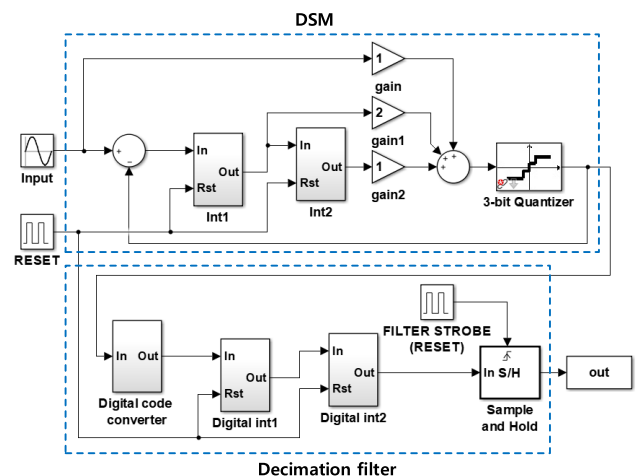 DSM
1
gain
2
gain1
1
gain2
+
−
+
+
+
Input
In
Out
Rst
Int1
In
Out
Rst
Int2
3-bit Quantizer
RESET
FILTER STROBE
(RESET)
In
Out
Digital code
converter
In
Out
Rst
Digital int1
In
Out
Rst
Digital int2
In S/H
Sample
and Hold
out
Decimation filter